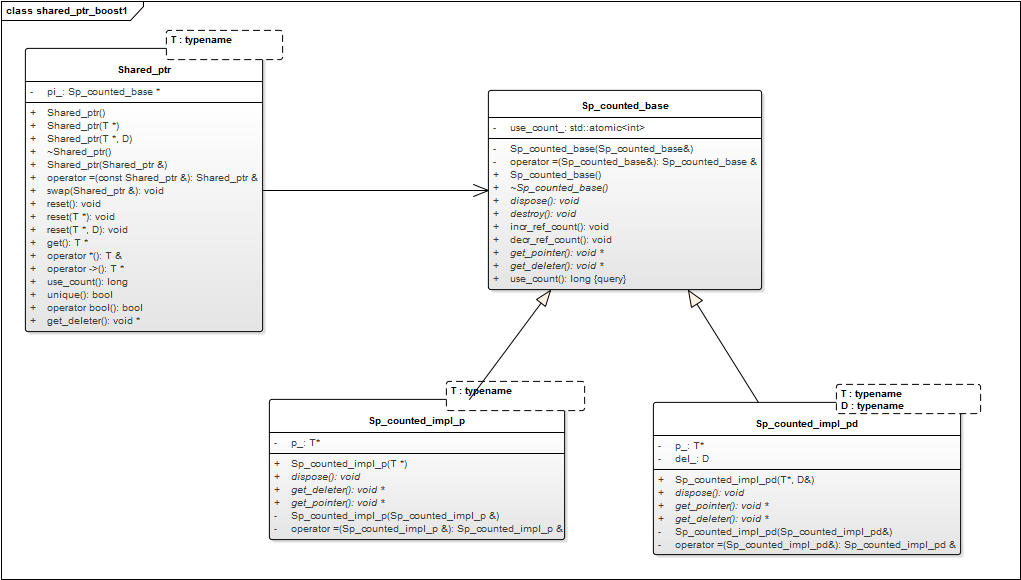 class shared_ptr_boost1
T : typename
Shared_ptr
- pi_: Sp_counted_base *
+ Shared_ptr()
+ Shared_ptr(T *)
+ Shared_ptr(T *, D)
+ ~Shared_ptr()
+ Shared_ptr(Shared_ptr &)
+ operator =(const Shared_ptr &): Shared_ptr &
+ swap(Shared_ptr &): void
+ reset(): void
+ reset(T *): void
+ reset(T *, D): void
+ get(): T *
+ operator *(): T &
+ operator ->(): T *
+ use_count(): long
+ unique(): bool
+ operator bool(): bool
+ get_deleter(): void *
Sp_counted_base
- use_count_: std::atomic<int>
- Sp_counted_base(Sp_counted_base&)
- operator =(Sp_counted_base&): Sp_counted_base &
+ Sp_counted_base()
+ ~Sp_counted_base()
+ dispose(): void
+ destroy(): void
+ incr_ref_count(): void
+ decr_ref_count(): void
+ get_pointer(): void *
+ get_deleter(): void *
+ use_count(): long {query}
T : typename
Sp_counted_impl_p
- p_: T*
+ Sp_counted_impl_p(T *)
+ dispose(): void
+ get_deleter(): void *
+ get_pointer(): void *
- Sp_counted_impl_p(Sp_counted_impl_p &)
- operator =(Sp_counted_impl_p &): Sp_counted_impl_p &
T : typename
D : typename
Sp_counted_impl_pd
- p_: T*
- del_: D
+ Sp_counted_impl_pd(T*, D&)
+ dispose(): void
+ get_pointer(): void *
+ get_deleter(): void *
- Sp_counted_impl_pd(Sp_counted_impl_pd&)
- operator =(Sp_counted_impl_pd&): Sp_counted_impl_pd &